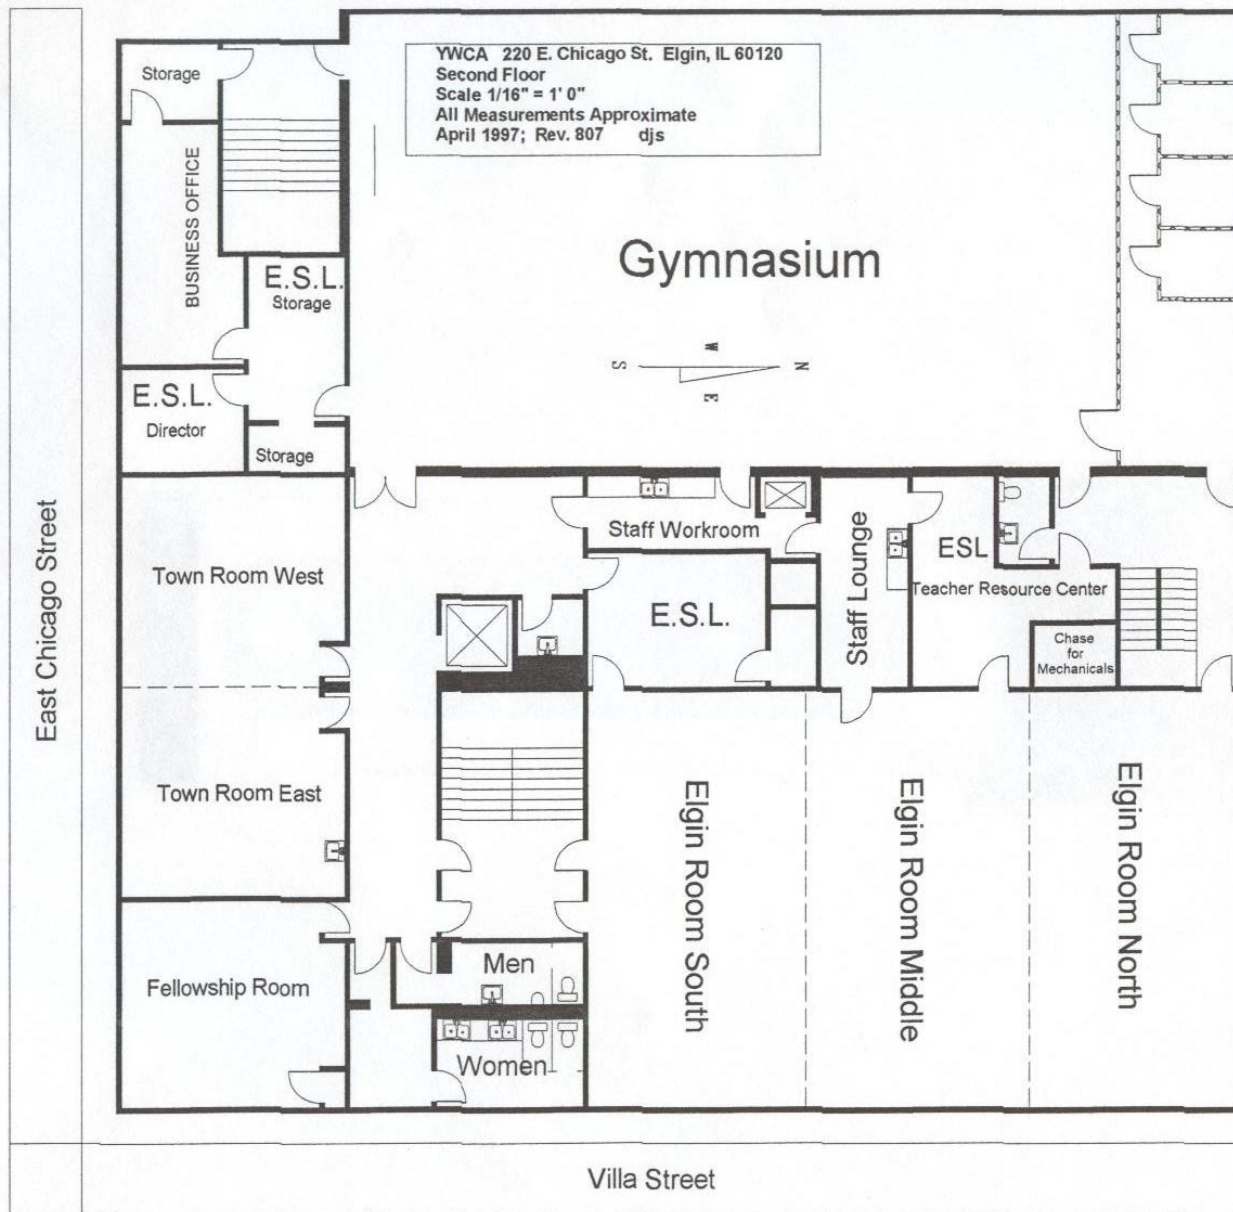 YWCA 220 E. Chicago St. Elgin, IL 60120
Second Floor
Scale 1/16" = 1' 0"
All Measurements Approximate
April 1997; Rev. 807 djs
Storage
BUSINESS OFFICE
E.S.L.
Storage
Gymnasium
W
S
N
E
E.S.L.
Director
Storage
East Chicago Street
Town Room West
Staff Workroom
E.S.L.
Staff Lounge
ESL
Teacher Resource Center
Chase
for
Mechanicals
Town Room East
Elgin Room South
Elgin Room Middle
Elgin Room North
Fellowship Room
Men
Women
Villa Street